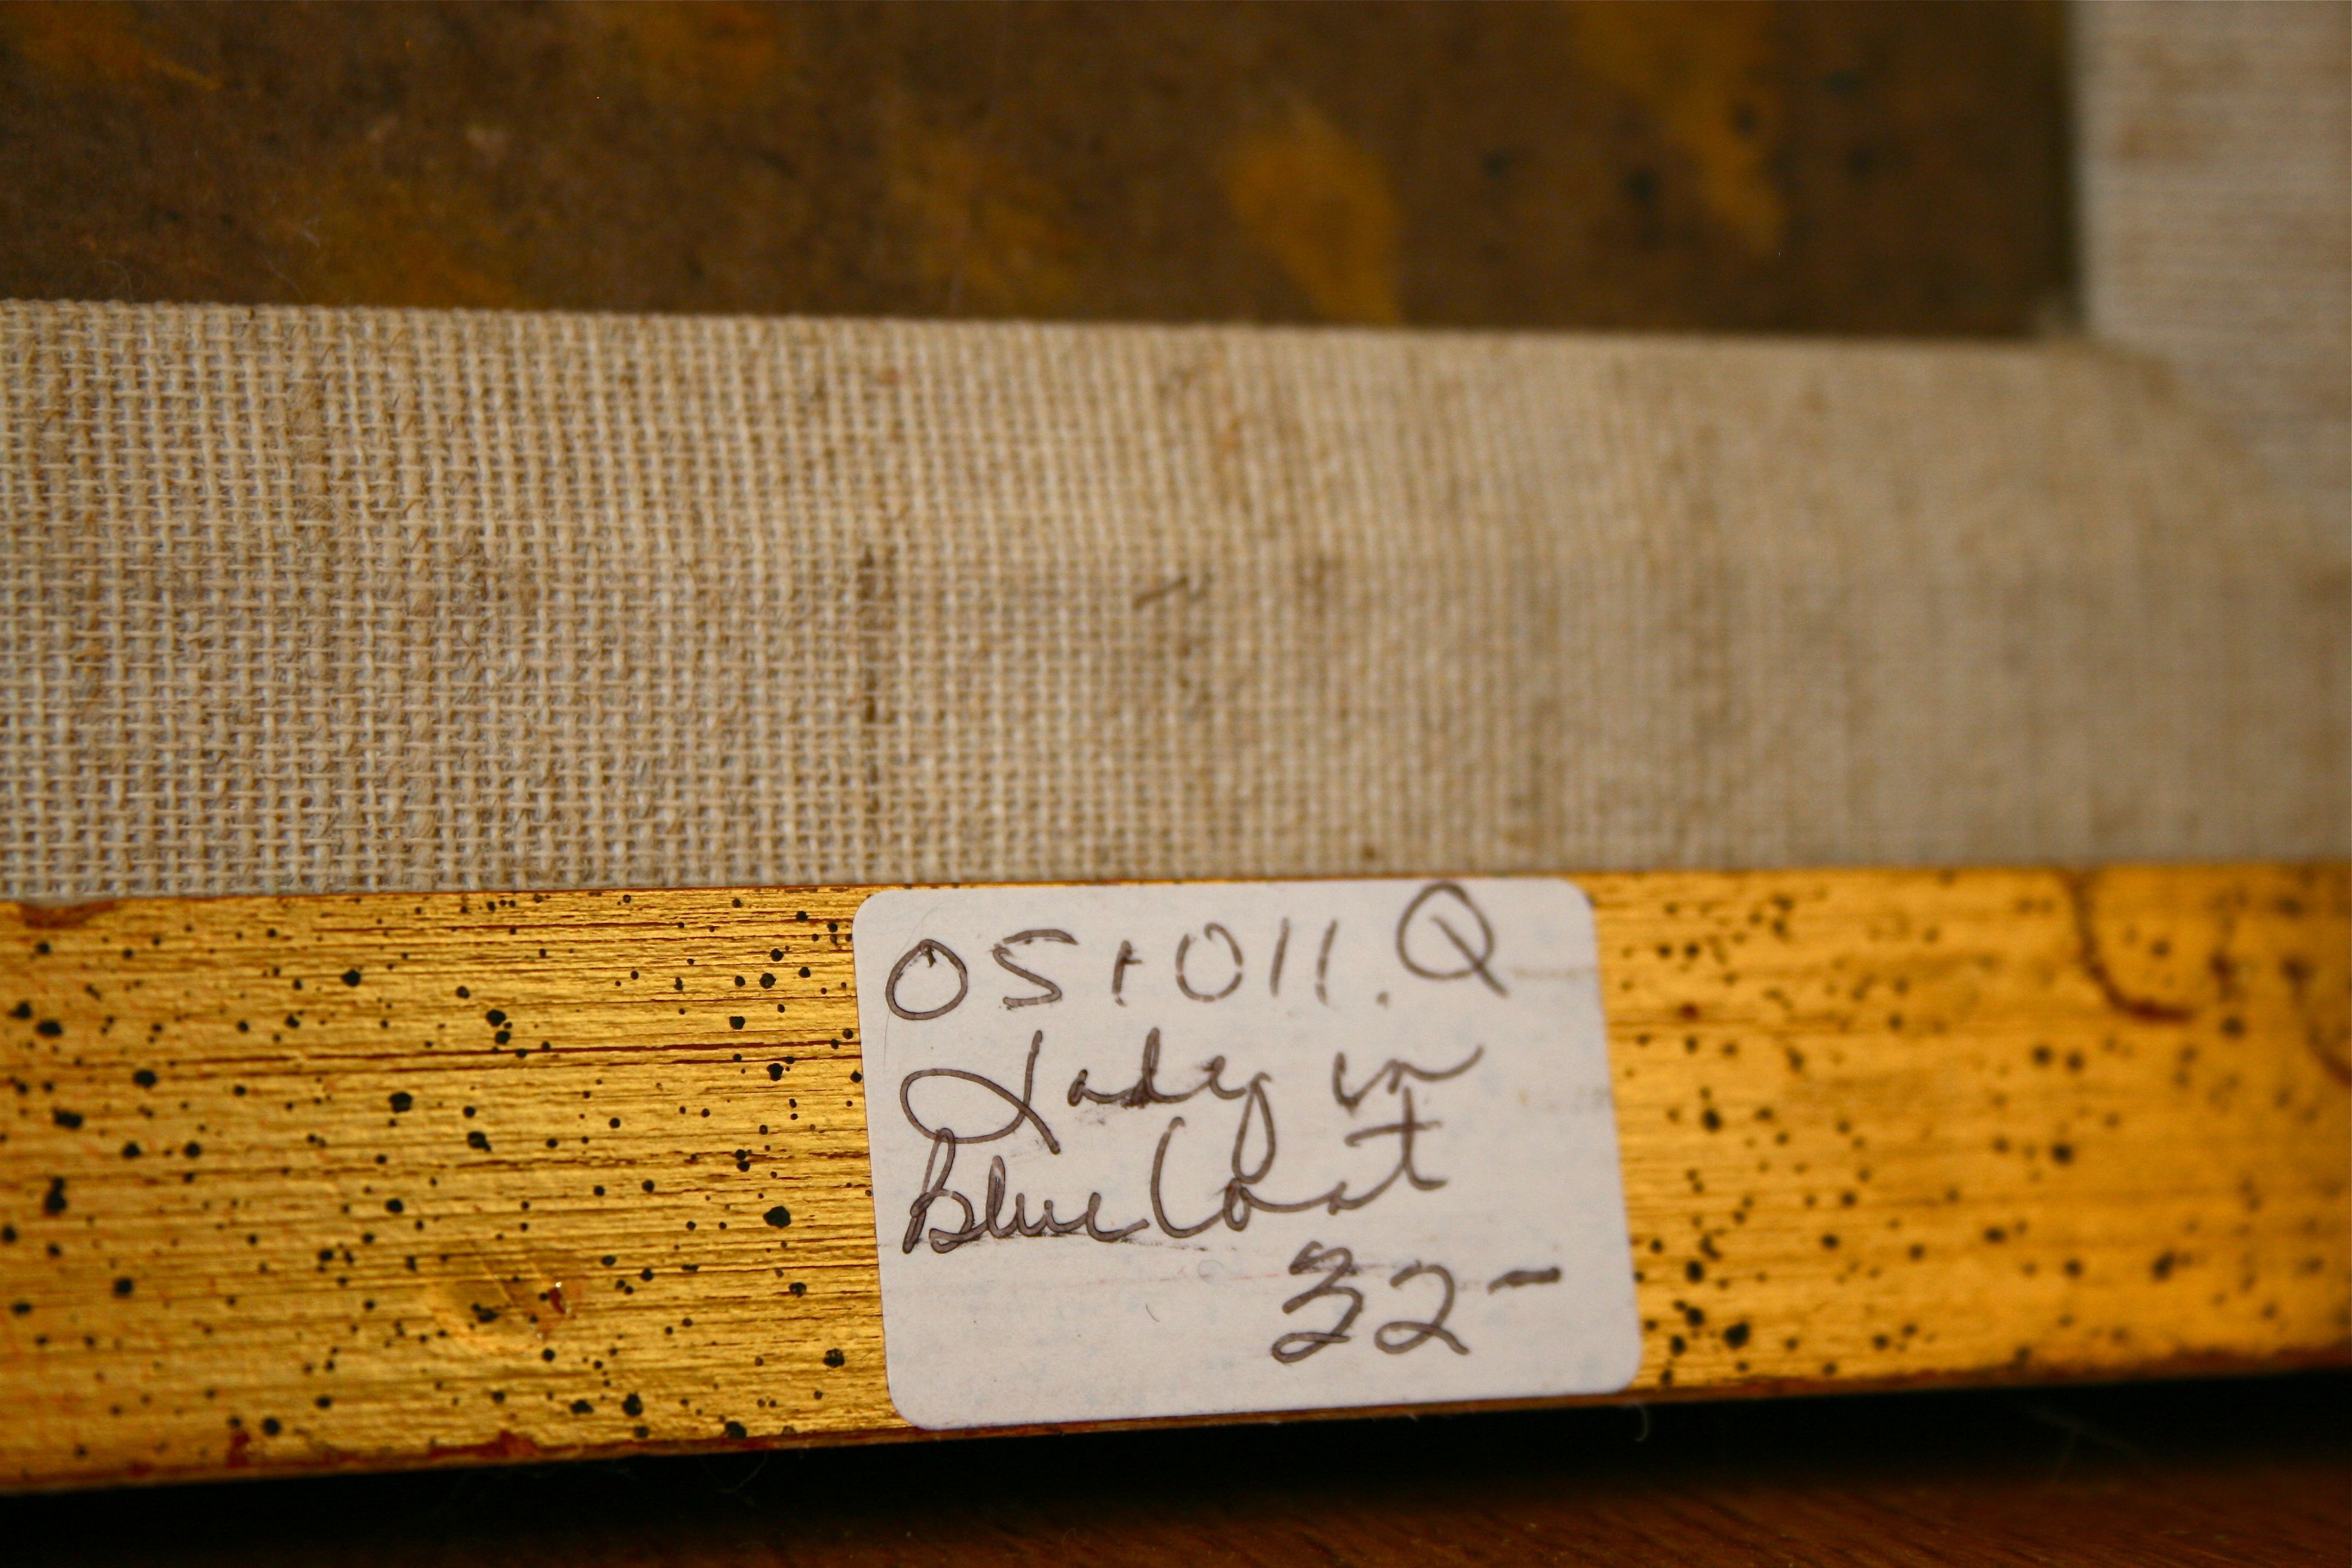 051011.Q
Lady in
Blue Coat
32-